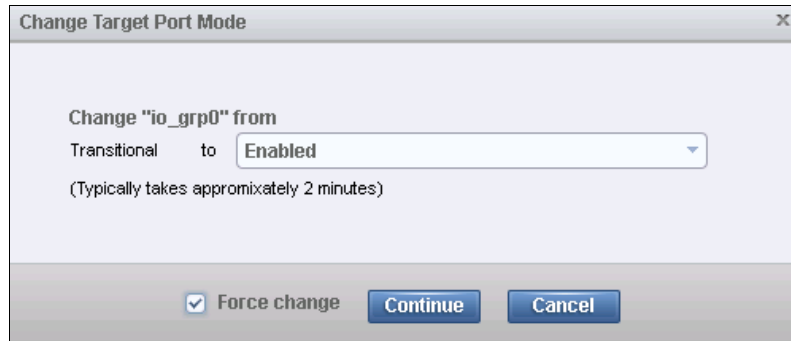 Change Target Port Mode x
Change "io_grp0" from
Transitional to Enabled
(Typically takes appromixately 2 minutes)
Force change Continue Cancel